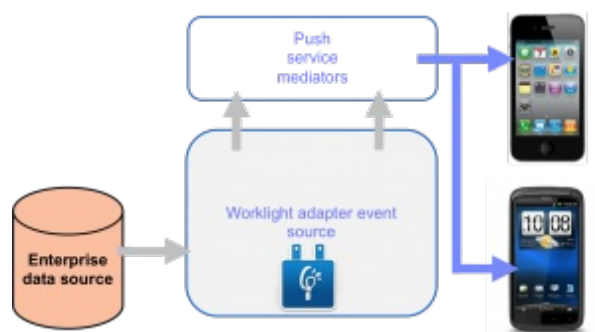 Push
service
mediators
Worklight adapter event
source
Enterprise
data source
10 08